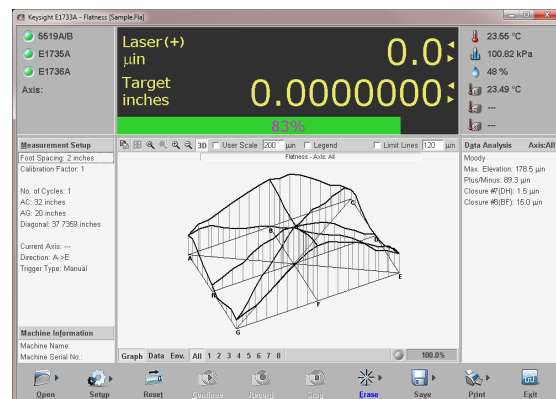 Keysight E1733A - Flatness [Sample.Fla]
5519A/B
E1735A
E1736A
Axis:
Laser(+)
µin
0.0
Target
inches
0.0000000
83%
23.55 °C
100.82 kPa
48 %
23.49 °C
---
---
Measurement Setup
Foot Spacing: 2 inches
Calibration Factor: 1
No. of Cycles: 1
AC: 32 inches
AG: 20 inches
Diagonal: 37.7359 inches
Current Axis: ---
Direction: A->E
Trigger Type: Manual
Machine Information
Machine Name:
Machine Serial No.:
3D User Scale 200 µin Legend Limit Lines 120 µin
Flatness - Axis: All
A
B
C
D
E
F
G
H
Graph Data Env. All 1 2 3 4 5 6 7 8
100.0%
Data Analysis Axis:All
Moody
Max. Elevation: 178.5 µin
Plus/Minus: 89.3 µin
Closure #7(DH): 1.5 µin
Closure #8(BF): 15.0 µin
Open Setup Reset Continue Record Stop Erase Save Print Exit